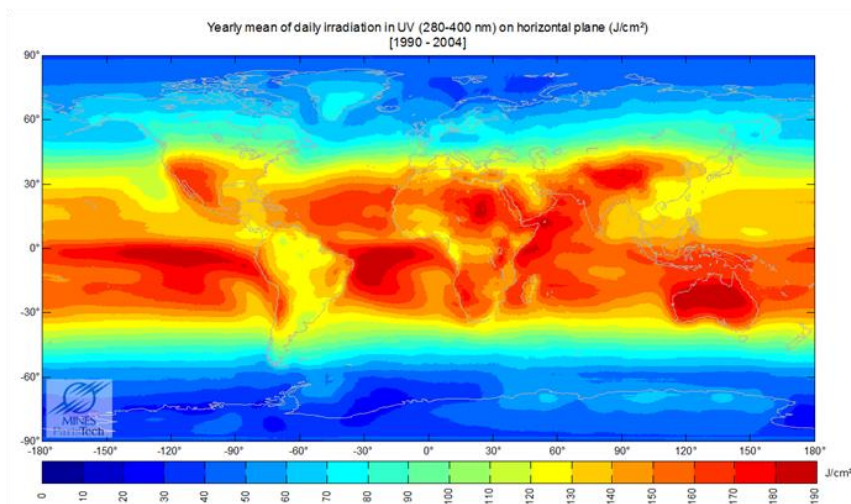 Yearly mean of daily irradiation in UV (280-400 nm) on horizontal plane (J/cm²)
[1990 - 2004]
90°
60°
30°
0°
-30°
-60°
-90°
MINES
ParisTech
-180° -150° -120° -90° -60° -30° 0° 30° 60° 90° 120° 150° 180°
J/cm²
0 10 20 30 40 50 60 70 80 90 100 110 120 130 140 150 160 170 180 190